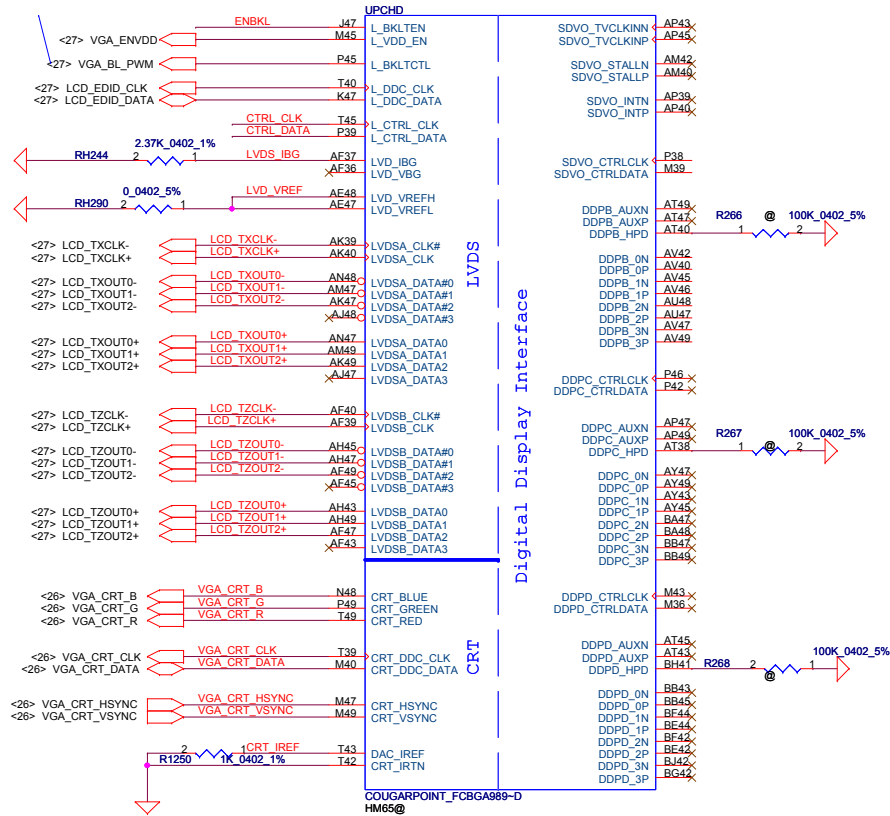 UPCHD
ENBKL J47 L_BKLTEN
<27> VGA_ENVDD M45 L_VDD_EN
<27> VGA_BL_PWM P45 L_BKLTCTL
<27> LCD_EDID_CLK T40 L_DDC_CLK
<27> LCD_EDID_DATA K47 L_DDC_DATA
CTRL_CLK T45 L_CTRL_CLK
CTRL_DATA P39 L_CTRL_DATA
2.37K_0402_1%
RH244 2 1 LVDS_IBG AF37 LVD_IBG
AF36 LVD_VBG
0_0402_5% LVD_VREF AE48 LVD_VREFH
RH290 2 1 AE47 LVD_VREFL
<27> LCD_TXCLK- LCD_TXCLK- AK39 LVDSA_CLK#
<27> LCD_TXCLK+ LCD_TXCLK+ AK40 LVDSA_CLK
<27> LCD_TXOUT0- LCD_TXOUT0- AN48 LVDSA_DATA#0
<27> LCD_TXOUT1- LCD_TXOUT1- AM47 LVDSA_DATA#1
<27> LCD_TXOUT2- LCD_TXOUT2- AK47 LVDSA_DATA#2
AJ48 LVDSA_DATA#3
<27> LCD_TXOUT0+ LCD_TXOUT0+ AN47 LVDSA_DATA0
<27> LCD_TXOUT1+ LCD_TXOUT1+ AM49 LVDSA_DATA1
<27> LCD_TXOUT2+ LCD_TXOUT2+ AK49 LVDSA_DATA2
AJ47 LVDSA_DATA3
<27> LCD_TZCLK- LCD_TZCLK- AF40 LVDSB_CLK#
<27> LCD_TZCLK+ LCD_TZCLK+ AF39 LVDSB_CLK
<27> LCD_TZOUT0- LCD_TZOUT0- AH45 LVDSB_DATA#0
<27> LCD_TZOUT1- LCD_TZOUT1- AH47 LVDSB_DATA#1
<27> LCD_TZOUT2- LCD_TZOUT2- AF49 LVDSB_DATA#2
AF45 LVDSB_DATA#3
<27> LCD_TZOUT0+ LCD_TZOUT0+ AH43 LVDSB_DATA0
<27> LCD_TZOUT1+ LCD_TZOUT1+ AH49 LVDSB_DATA1
<27> LCD_TZOUT2+ LCD_TZOUT2+ AF47 LVDSB_DATA2
AF43 LVDSB_DATA3
<26> VGA_CRT_B VGA_CRT_B N48 CRT_BLUE
<26> VGA_CRT_G VGA_CRT_G P49 CRT_GREEN
<26> VGA_CRT_R VGA_CRT_R T49 CRT_RED
<26> VGA_CRT_CLK VGA_CRT_CLK T39 CRT_DDC_CLK
<26> VGA_CRT_DATA VGA_CRT_DATA M40 CRT_DDC_DATA
<26> VGA_CRT_HSYNC VGA_CRT_HSYNC M47 CRT_HSYNC
<26> VGA_CRT_VSYNC VGA_CRT_VSYNC M49 CRT_VSYNC
2 1 CRT_IREF T43 DAC_IREF
R1250 1K_0402_1% T42 CRT_IRTN
LVDS
CRT
Digital Display Interface
SDVO_TVCLKINN AP43
SDVO_TVCLKINP AP45
SDVO_STALLN AM42
SDVO_STALLP AM40
SDVO_INTN AP39
SDVO_INTP AP40
SDVO_CTRLCLK P38
SDVO_CTRLDATA M39
DDPB_AUXN AT49
DDPB_AUXP AT47
DDPB_HPD AT40 R266 1 @ 2 100K_0402_5%
DDPB_0N AV42
DDPB_0P AV40
DDPB_1N AV45
DDPB_1P AV46
DDPB_2N AU48
DDPB_2P AU47
DDPB_3N AV47
DDPB_3P AV49
DDPC_CTRLCLK P46
DDPC_CTRLDATA P42
DDPC_AUXN AP47
DDPC_AUXP AP49
DDPC_HPD AT38 R267 1 @ 2 100K_0402_5%
DDPC_0N AY47
DDPC_0P AY49
DDPC_1N AY43
DDPC_1P AY45
DDPC_2N BA47
DDPC_2P BA48
DDPC_3N BB47
DDPC_3P BB49
DDPD_CTRLCLK M43
DDPD_CTRLDATA M36
DDPD_AUXN AT45
DDPD_AUXP AT43
DDPD_HPD BH41 R268 2 @ 1 100K_0402_5%
DDPD_0N BB43
DDPD_0P BB45
DDPD_1N BF44
DDPD_1P BE44
DDPD_2N BF42
DDPD_2P BE42
DDPD_3N BJ42
DDPD_3P BG42
COUGARPOINT_FCBGA989~D
HM65@